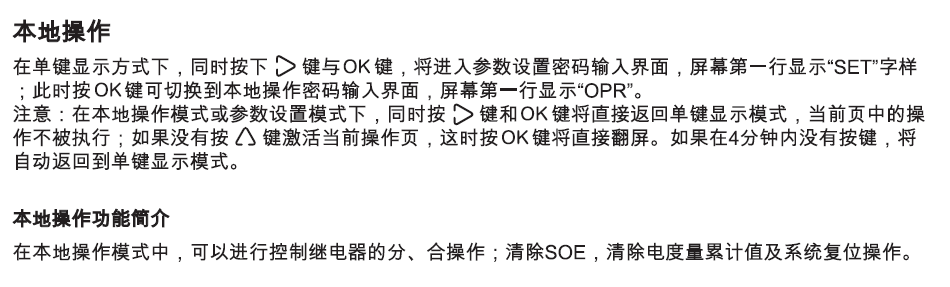 本地操作
在单键显示方式下，同时按下 ▷ 键与OK键，将进入参数设置密码输入界面，屏幕第一行显示“SET”字样
；此时按OK键可切换到本地操作密码输入界面，屏幕第一行显示“OPR”。
注意：在本地操作模式或参数设置模式下，同时按 ▷ 键和OK键将直接返回单键显示模式，当前页中的操
作不被执行；如果没有按 △ 键激活当前操作页，这时按OK键将直接翻屏。如果在4分钟内没有按键，将
自动返回到单键显示模式。
本地操作功能简介
在本地操作模式中，可以进行控制继电器的分、合操作；清除SOE，清除电度量累计值及系统复位操作。